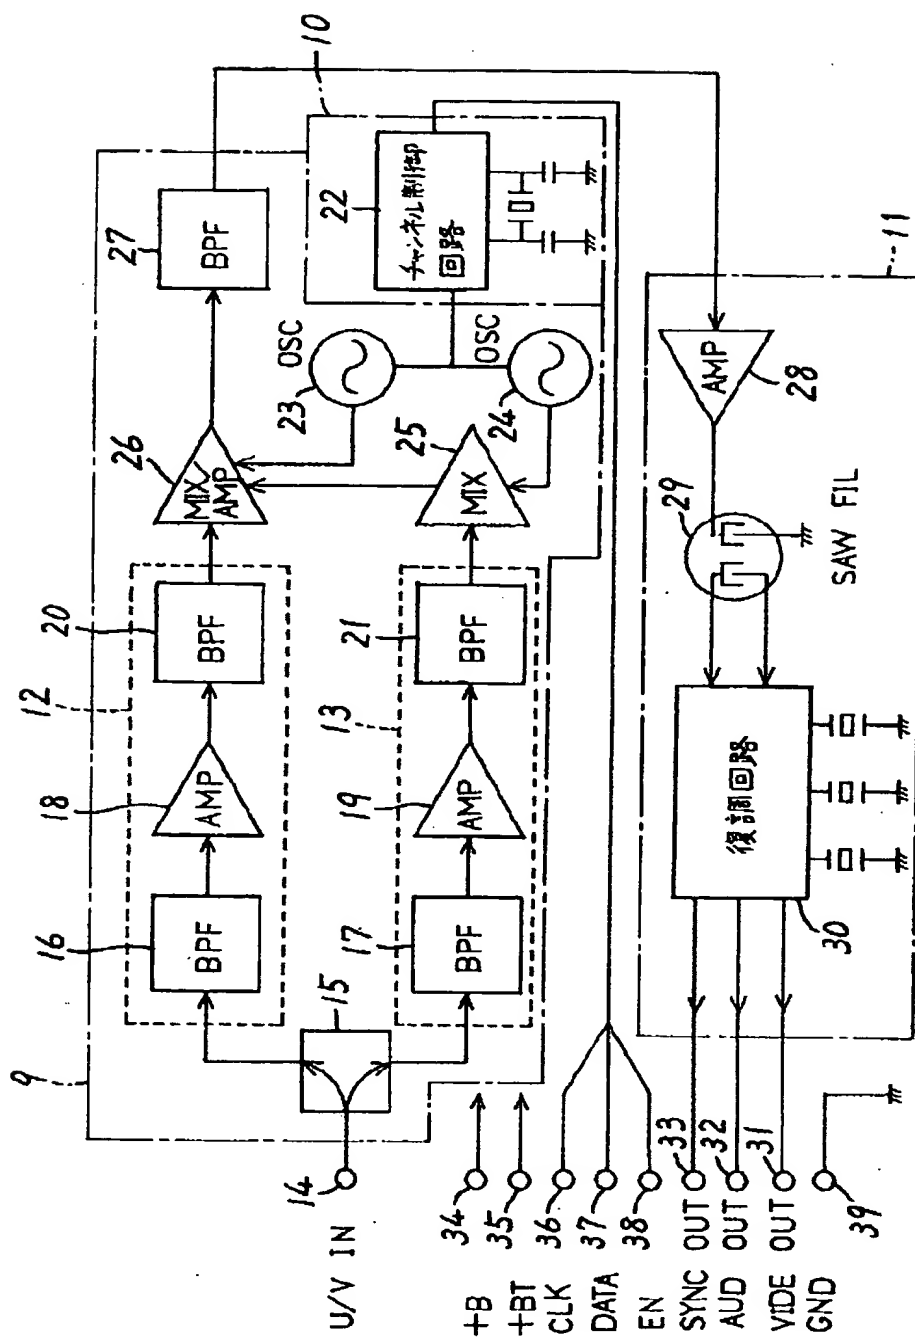 9
12
16
BPF
18
AMP
20
BPF
26
MIX/
AMP
27
BPF
10
22
チャンネル制御
回路
OSC
23
OSC
24
25
MIX
13
17
BPF
19
AMP
21
BPF
15
U/V IN
14
+B
34
+BT
35
CLK
36
DATA
37
EN
38
SYNC OUT
33
AUD OUT
32
VIDE OUT
31
GND
39
11
AMP
28
29
SAW FIL
復調回路
30